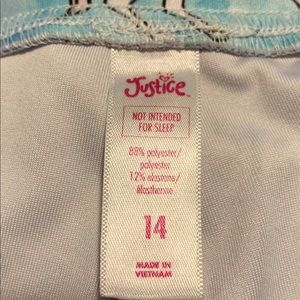 Justice
NOT INTENDED
FOR SLEEP
88% polyester/
polyester
12% elastane/
élasthanne
14
MADE IN
VIETNAM